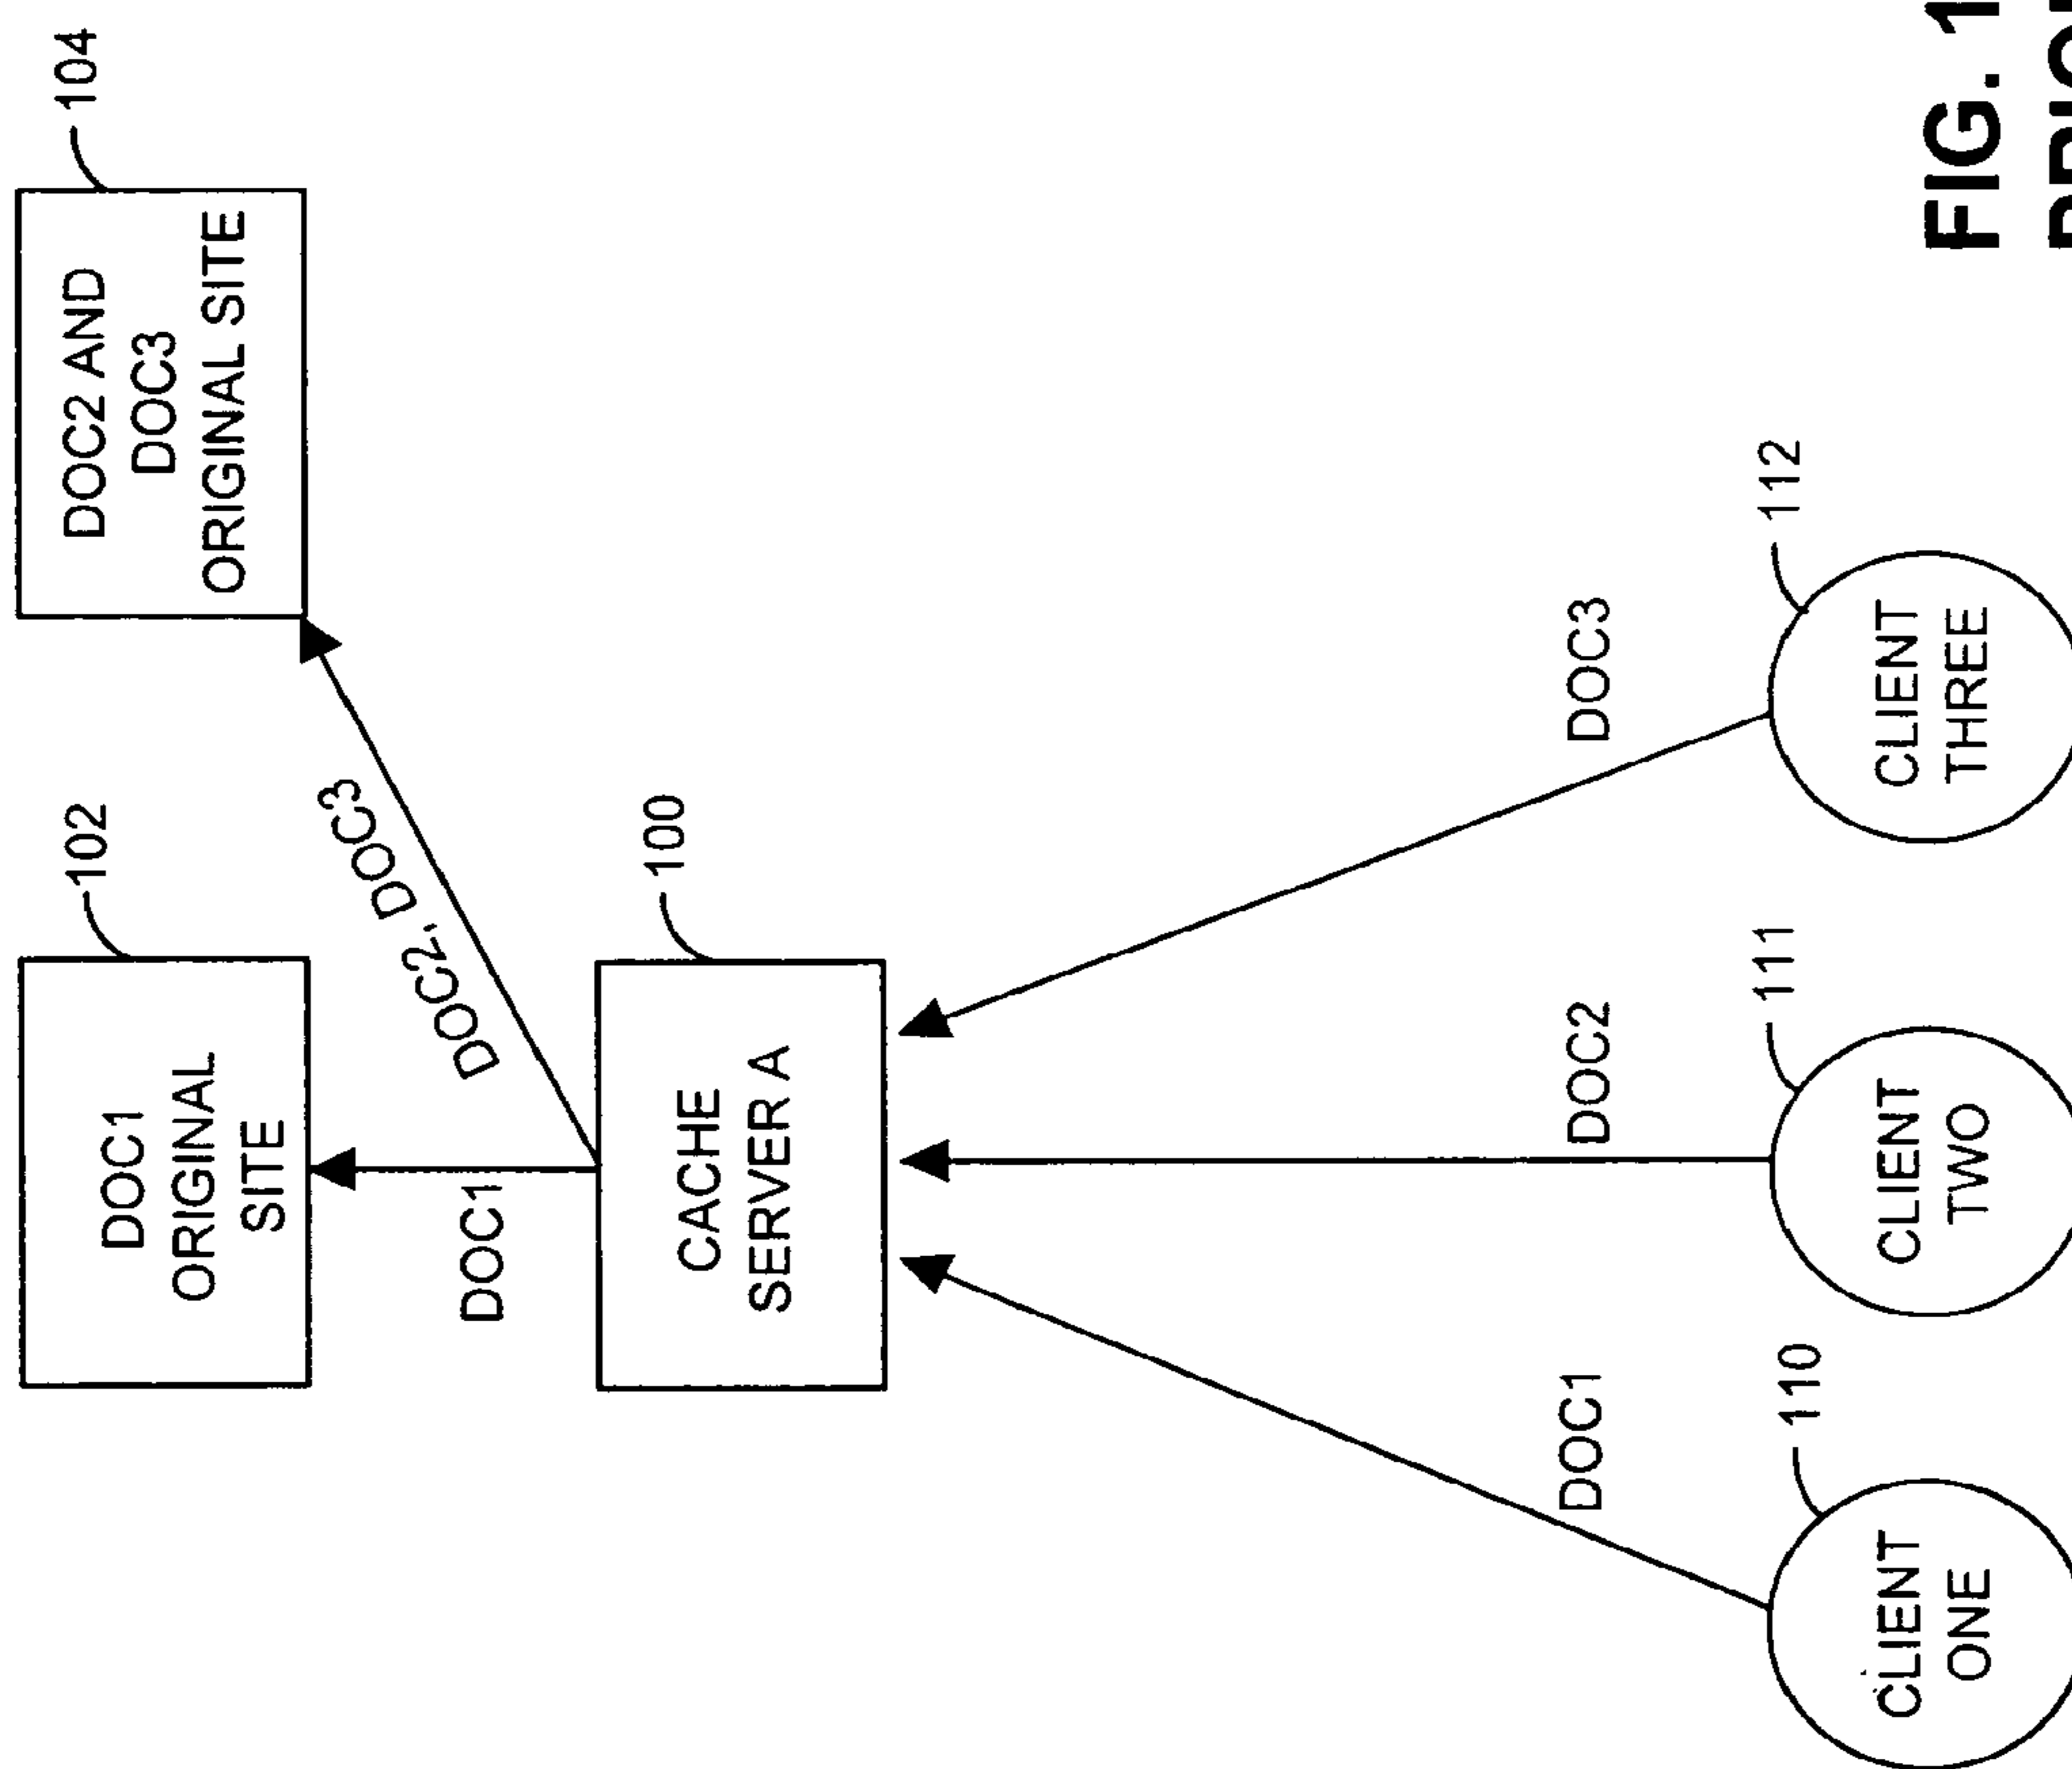 102
104
DOC1
ORIGINAL
SITE
DOC2 AND
DOC3
ORIGINAL SITE
DOC1
DOC2, DOC3
100
CACHE
SERVER A
DOC1
DOC2
DOC3
110
111
112
CLIENT
ONE
CLIENT
TWO
CLIENT
THREE
FIG. 1